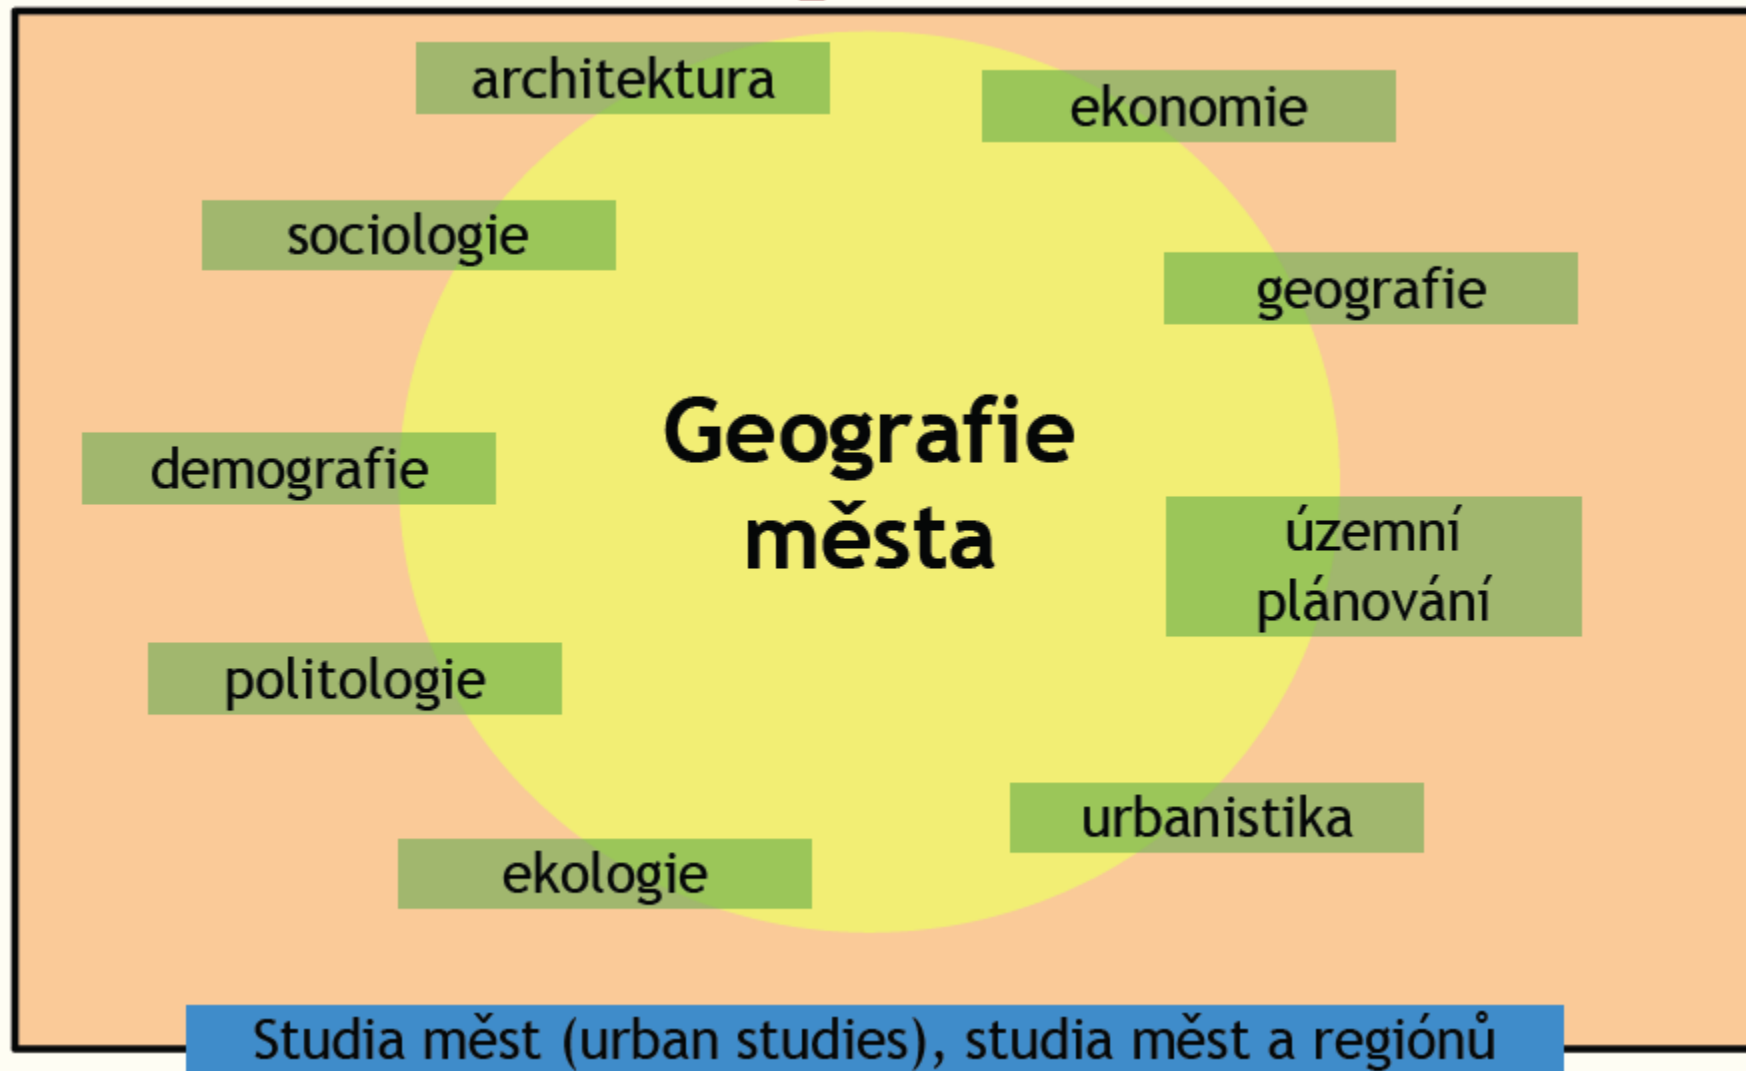 architektura
ekonomie
sociologie
geografie
demografie
Geografie
města
územní
plánování
politologie
urbanistika
ekologie
Studia měst (urban studies), studia měst a regiónů